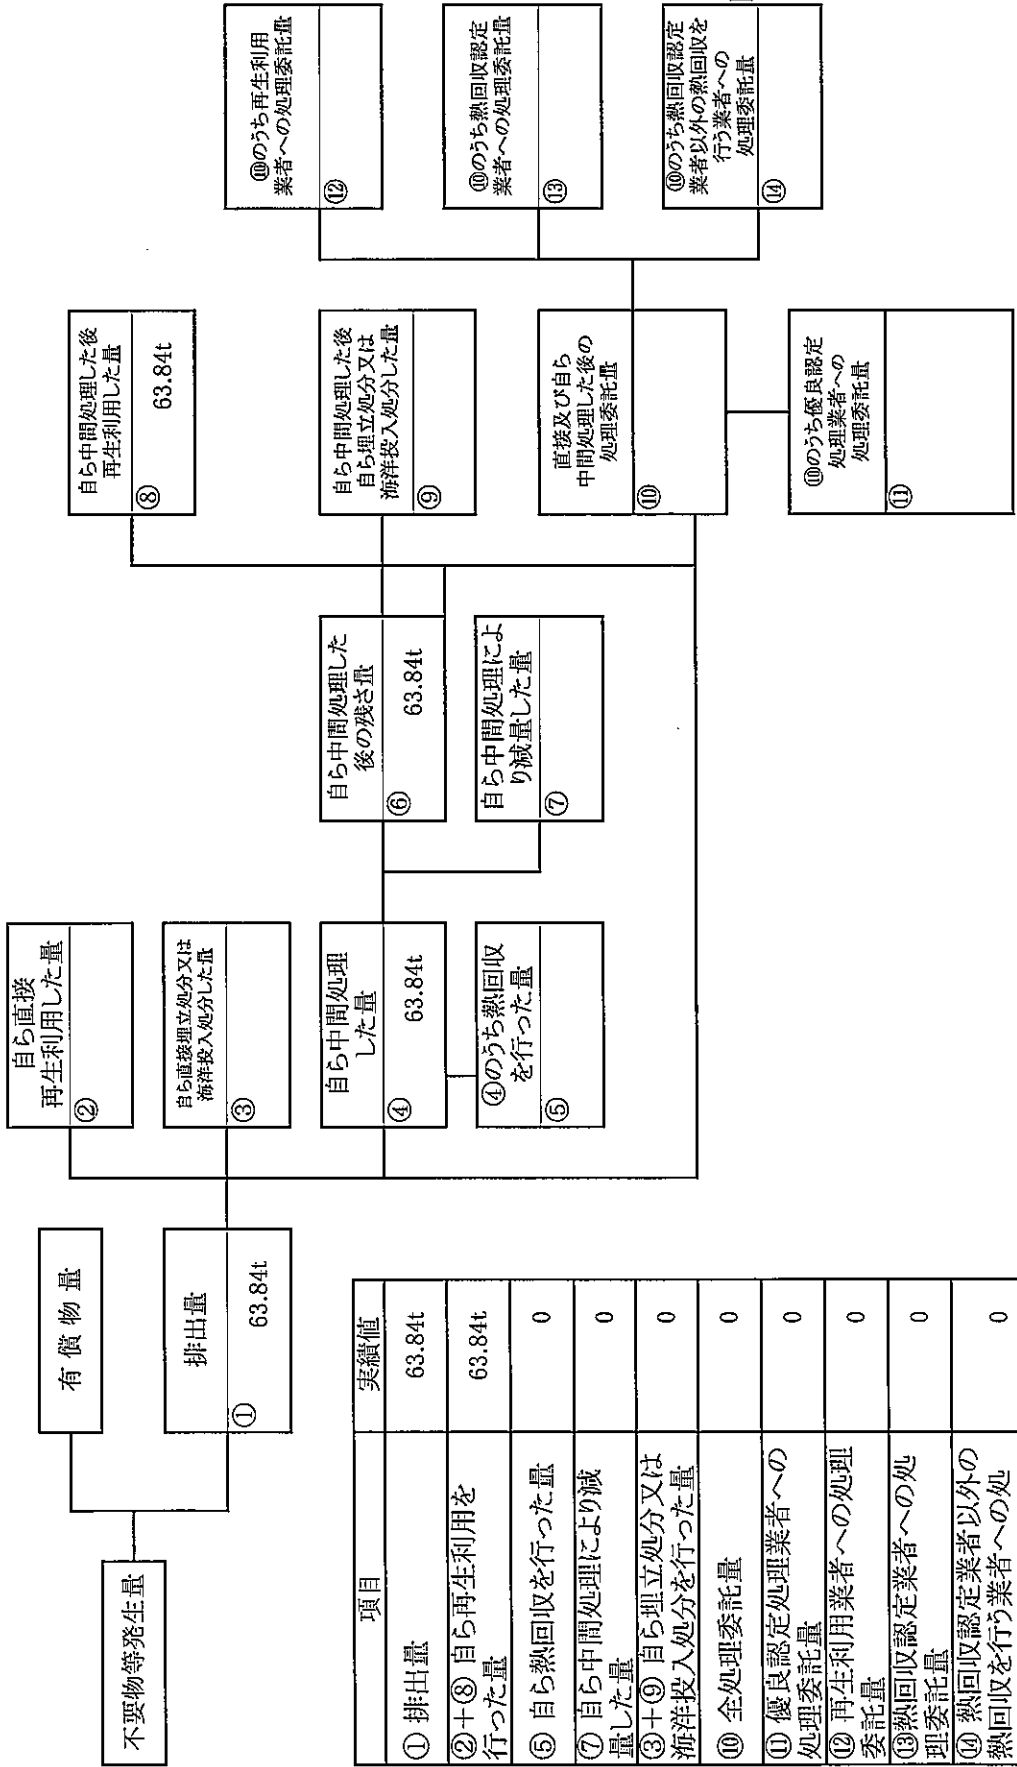 不要物等発生量
有償物量
排出量
①
63.84t
自ら直接
再生利用した量
②
自ら直接埋立処分又は
海洋投入処分した量
③
自ら中間処理
した量
④
63.84t
④のうち熱回収
を行った量
⑤
自ら中間処理した
後の残さ量
⑥
63.84t
自ら中間処理によ
り減量した量
⑦
自ら中間処理した後
再生利用した量
⑧
63.84t
自ら中間処理した後
自ら埋立処分又は
海洋投入処分した量
⑨
直接及び自ら
中間処理した後の
処理委託量
⑩
⑩のうち優良認定
処理業者への
処理委託量
⑪
⑩のうち再生利用
業者への処理委託量
⑫
⑩のうち熱回収認定
業者への処理委託量
⑬
⑩のうち熱回収認定
業者以外の熱回収を
行う業者への
処理委託量
⑭
項目 実績値
① 排出量 63.84t
②+⑧ 自ら再生利用を
行った量 63.84t
⑤ 自ら熱回収を行った量 0
⑦ 自ら中間処理により減
量した量 0
③+⑨ 自ら埋立処分又は
海洋投入処分を行った量 0
⑩ 全処理委託量 0
⑪ 優良認定処理業者への
処理委託量 0
⑫ 再生利用業者への処理
委託量 0
⑬熱回収認定業者への処
理委託量 0
⑭ 熱回収認定業者以外の
熱回収を行う業者への処 0